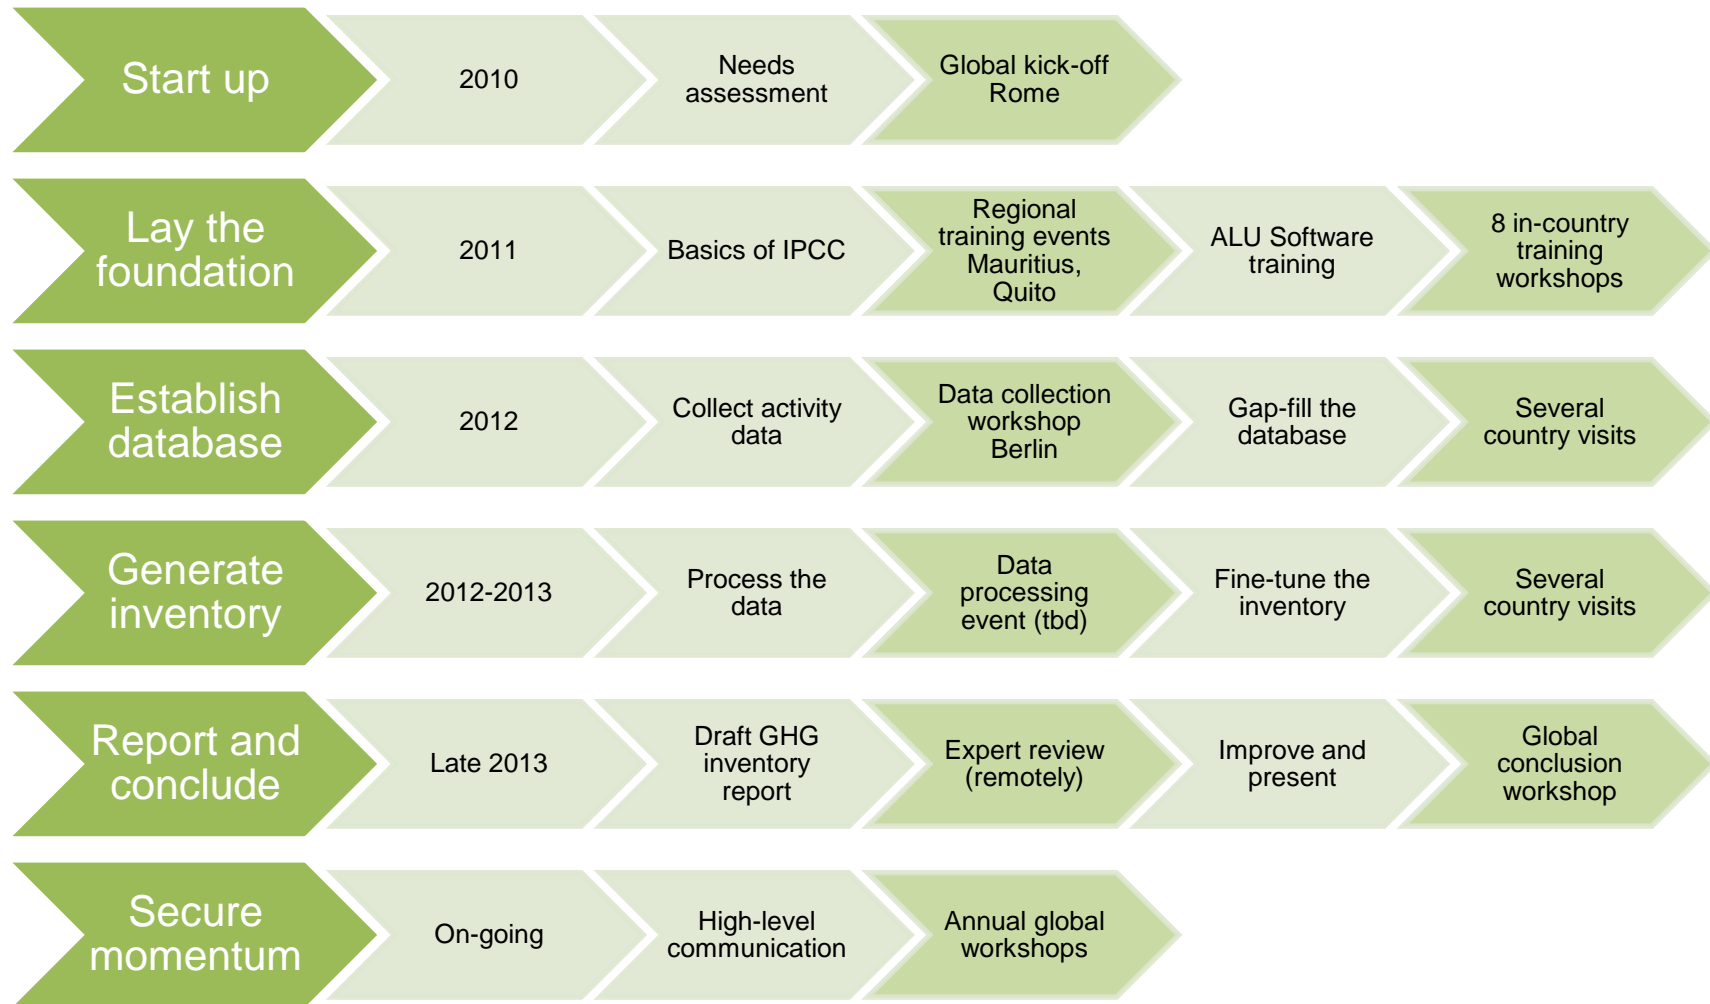 Start up
2010
Needs
assessment
Global kick-off
Rome
Lay the
foundation
2011
Basics of IPCC
Regional
training events
Mauritius,
Quito
ALU Software
training
8 in-country
training
workshops
Establish
database
2012
Collect activity
data
Data collection
workshop
Berlin
Gap-fill the
database
Several
country visits
Generate
inventory
2012-2013
Process the
data
Data
processing
event (tbd)
Fine-tune the
inventory
Several
country visits
Report and
conclude
Late 2013
Draft GHG
inventory
report
Expert review
(remotely)
Improve and
present
Global
conclusion
workshop
Secure
momentum
On-going
High-level
communication
Annual global
workshops